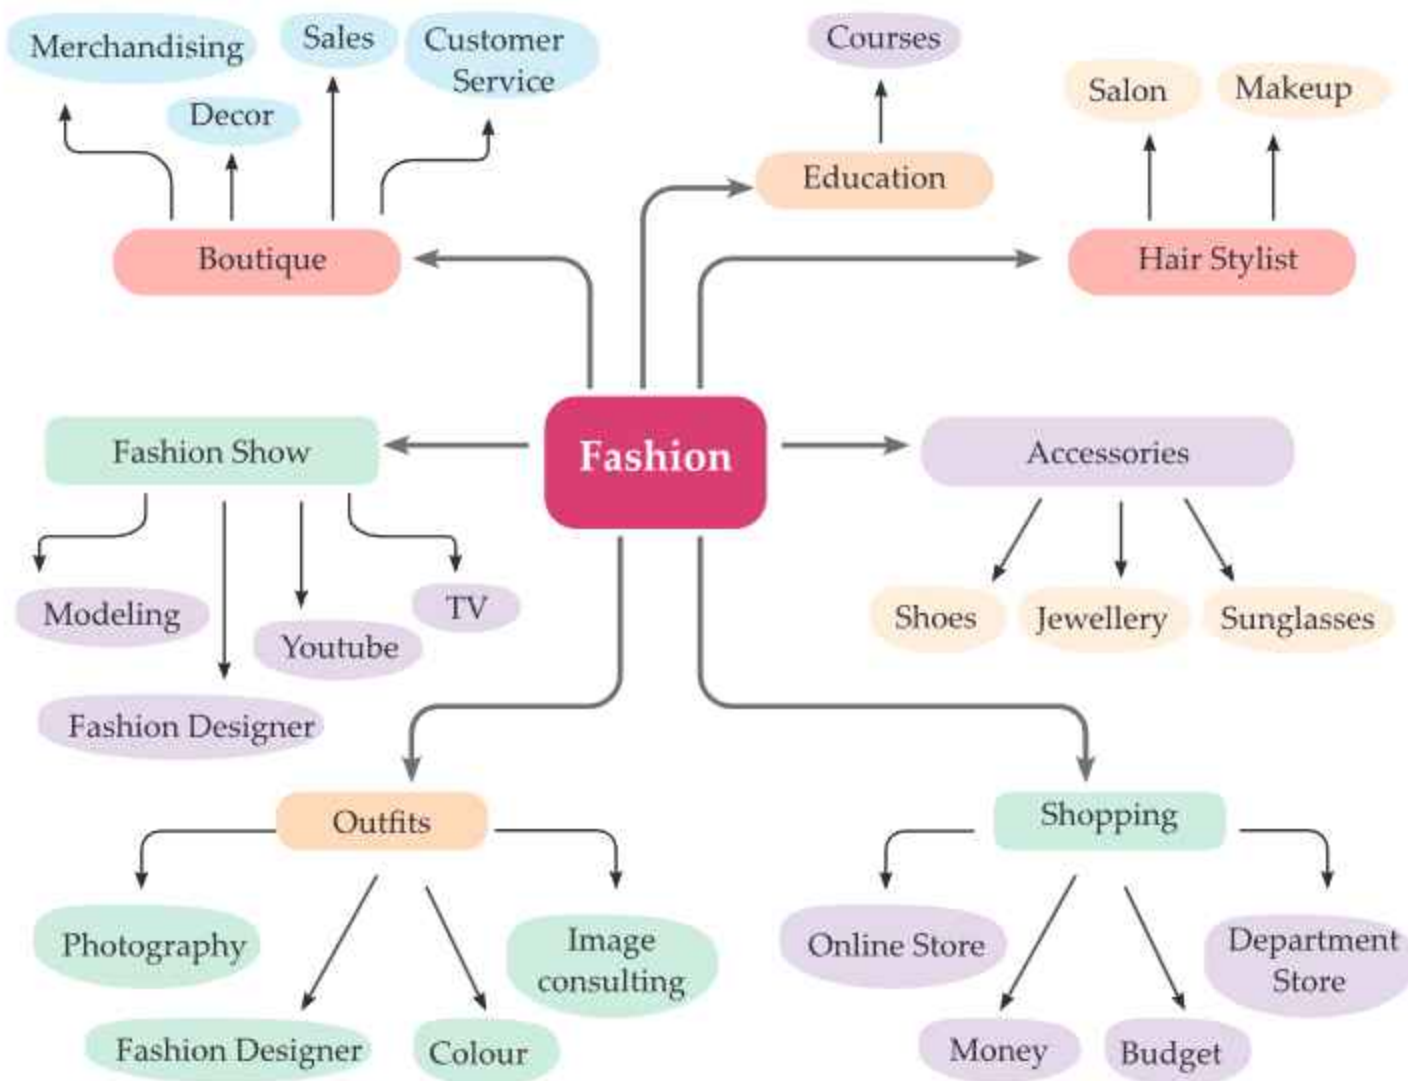 Merchandising
Sales
Customer
Service
Decor
Boutique
Courses
Education
Salon
Makeup
Hair Stylist
Fashion
Fashion Show
Modeling
Fashion Designer
Youtube
TV
Accessories
Shoes
Jewellery
Sunglasses
Outfits
Photography
Fashion Designer
Colour
Image
consulting
Shopping
Online Store
Money
Budget
Department
Store